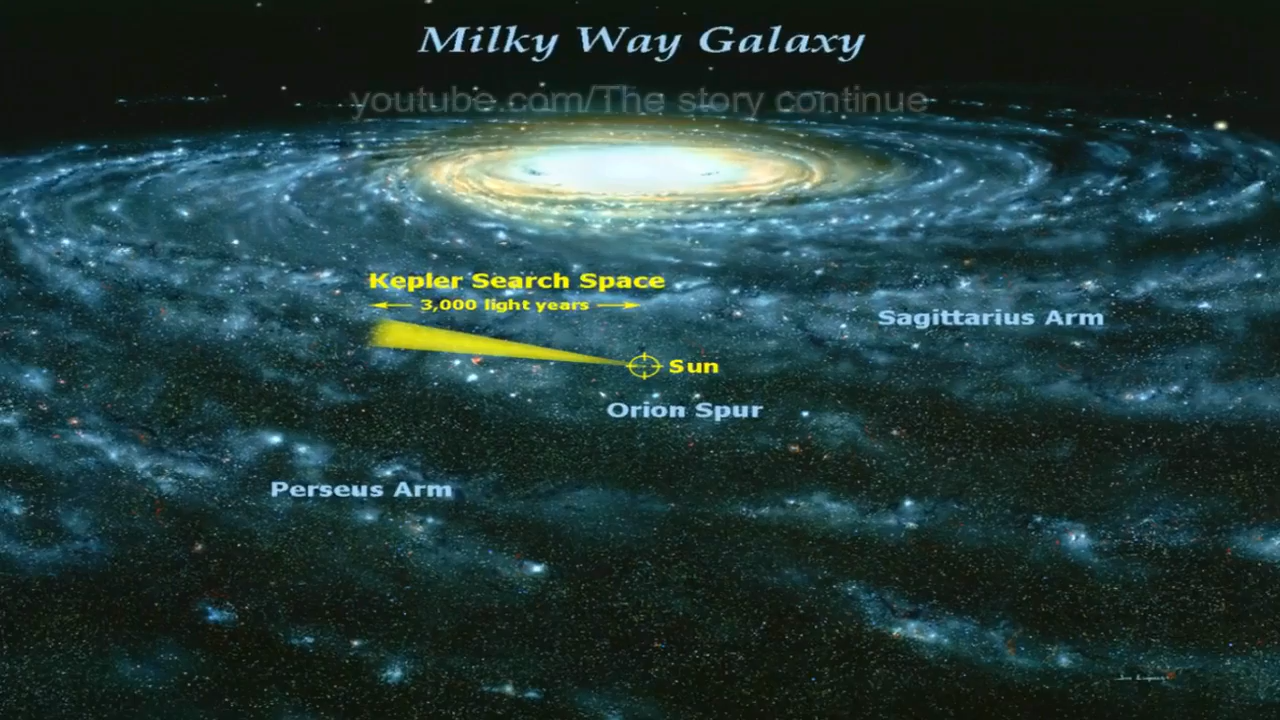 Milky Way Galaxy
youtube.com/The story continue
Kepler Search Space
3,000 light years
Sagittarius Arm
Sun
Orion Spur
Perseus Arm